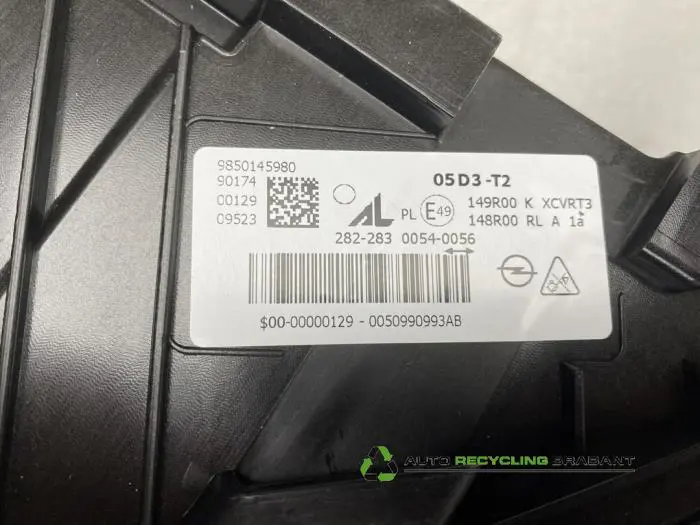 9850145980
90174
00129
09523
05D3-T2
AL PL E49 149R00 K XCVRT3
148R00 RL A 1a
282-283 0054-0056
$00-00000129 - 0050990993AB
AUTO RECYCLING BRABANT